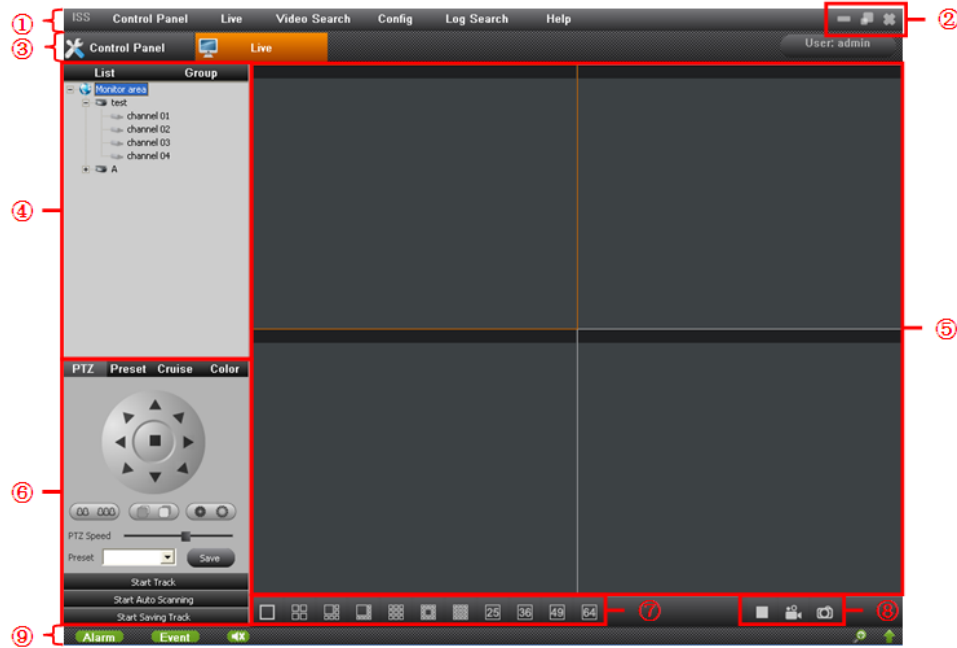 ① ISS Control Panel Live Video Search Config Log Search Help ②
③ Control Panel Live User: admin
List Group
Monitor area
test
channel 01
channel 02
channel 03
channel 04
A
④
⑤
PTZ Preset Cruise Color
⑥
PTZ Speed
Preset Save
Start Track
Start Auto Scanning
Start Saving Track
25 36 49 64 ⑦ ⑧
⑨ Alarm Event